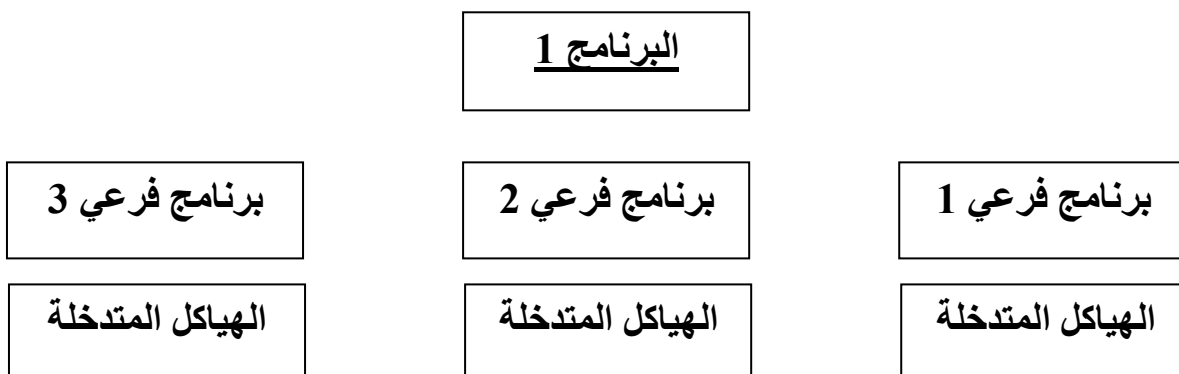 البرنامج 1
برنامج فرعي 1
برنامج فرعي 2
برنامج فرعي 3
الهياكل المتدخلة
الهياكل المتدخلة
الهياكل المتدخلة